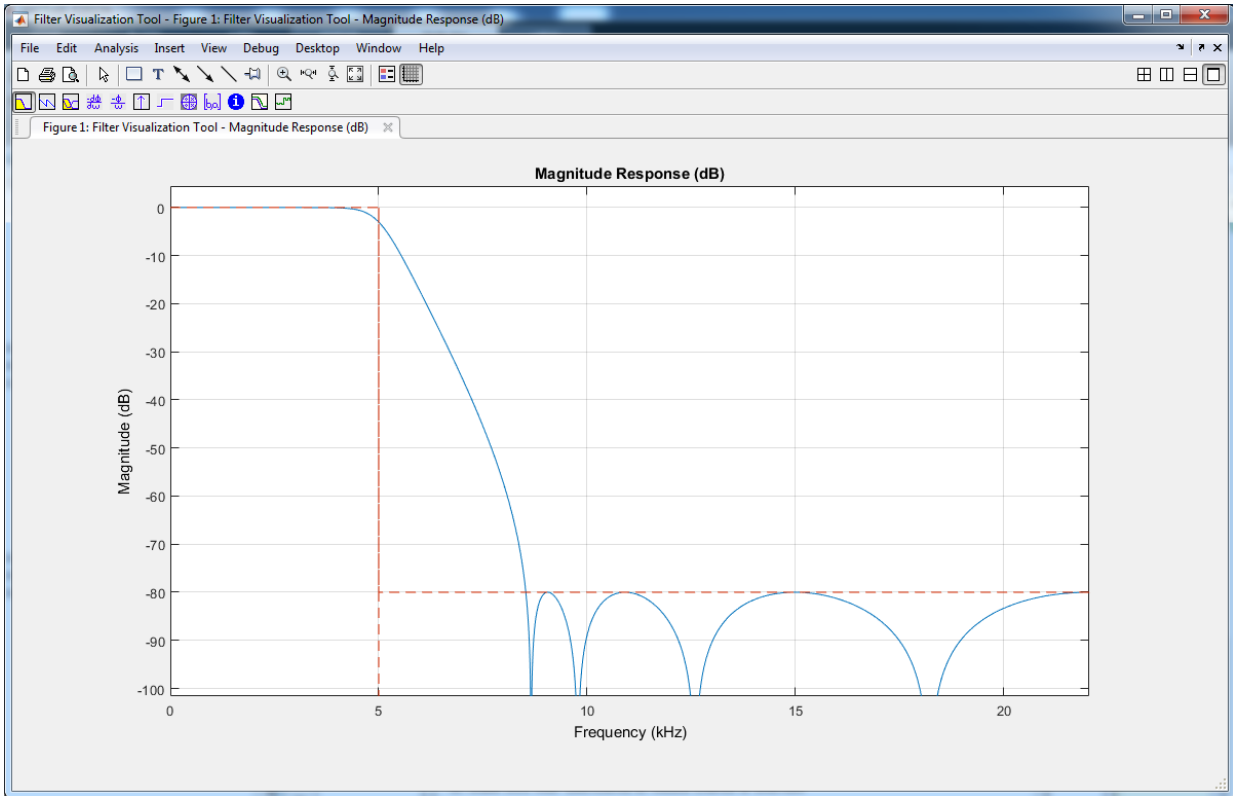 Filter Visualization Tool - Figure 1: Filter Visualization Tool - Magnitude Response (dB)
File Edit Analysis Insert View Debug Desktop Window Help
Figure 1: Filter Visualization Tool - Magnitude Response (dB)
Magnitude Response (dB)
0
-10
-20
-30
-40
-50
-60
-70
-80
-90
-100
Magnitude (dB)
0 5 10 15 20
Frequency (kHz)